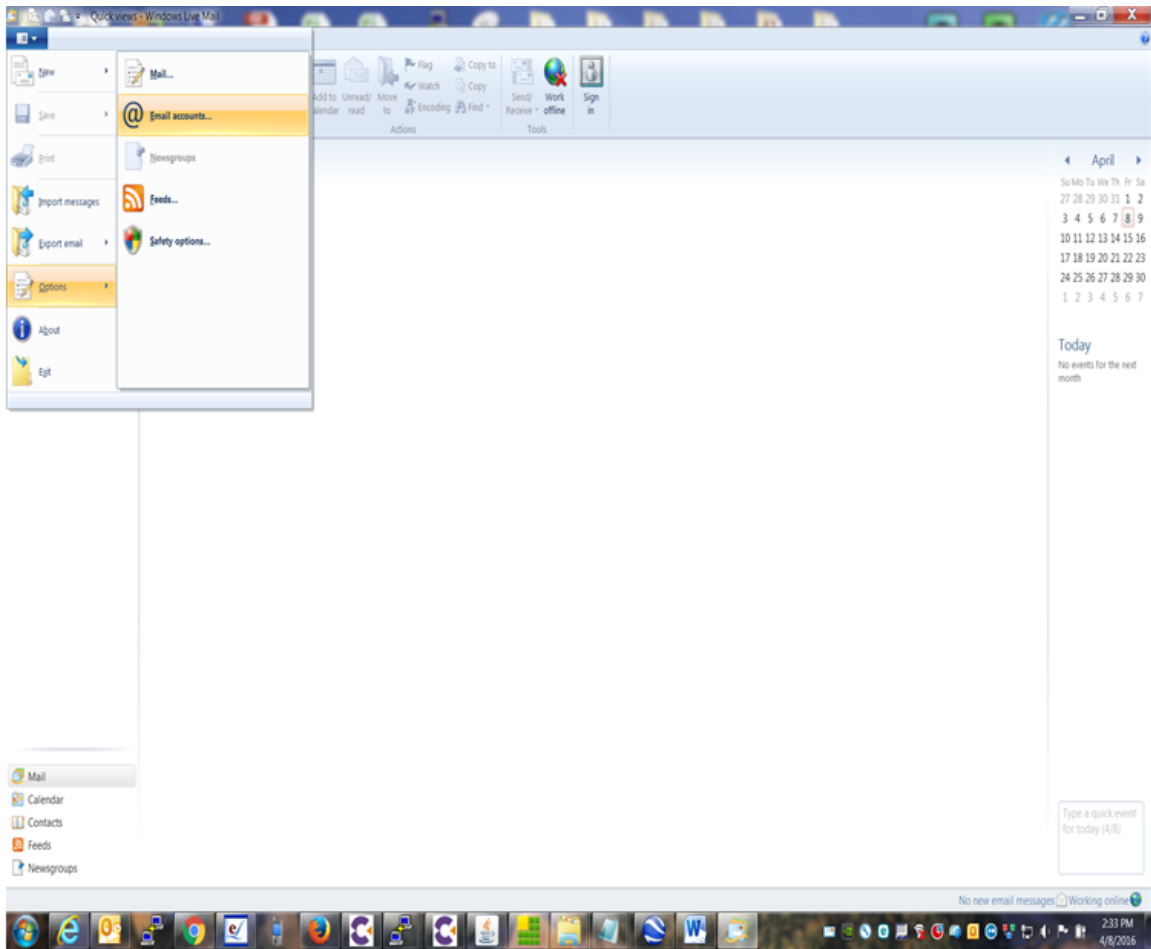 Quick views - Windows Live Mail
New
Save
Print
Import messages
Export email
Options
About
Exit
Mail...
Email accounts...
Newsgroups
Feeds...
Safety options...
Add to calendar
Unread/ read
Move to
Flag
Watch
Encoding
Copy to
Copy
Find
Actions
Send/ Receive
Work offline
Sign in
Tools
April
Su Mo Tu We Th Fr Sa
27 28 29 30 31 1 2
3 4 5 6 7 8 9
10 11 12 13 14 15 16
17 18 19 20 21 22 23
24 25 26 27 28 29 30
1 2 3 4 5 6 7
Today
No events for the next
month
Mail
Calendar
Contacts
Feeds
Newsgroups
Type a quick event
for today (4/8)
No new email messages
Working online
2:33 PM
4/8/2016